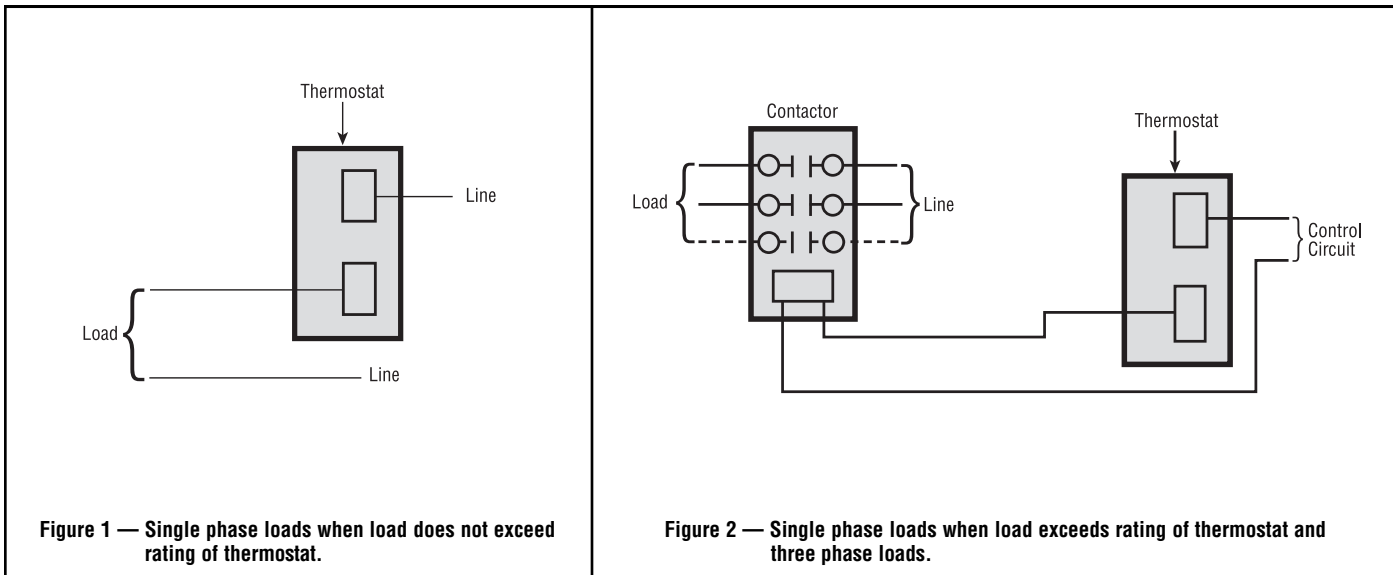 Thermostat
Line
Load
Line
Figure 1 — Single phase loads when load does not exceed
rating of thermostat.
Contactor
Thermostat
Load
Line
Control
Circuit
Figure 2 — Single phase loads when load exceeds rating of thermostat and
three phase loads.